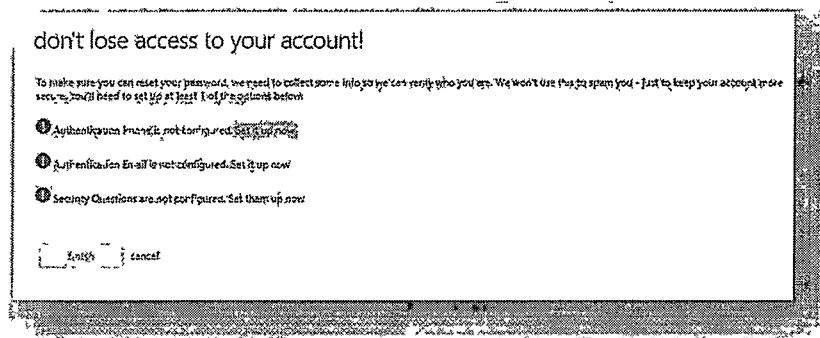 don't lose access to your account!
To make sure you can reset your password, we need to collect some info so we can verify who you are. We won't use this to spam you - just to keep your account more
secure. You'll need to set up at least 1 of the options below.
Authentication Phone is not configured. Set it up now
Authentication Email is not configured. Set it up now
Security Questions are not configured. Set them up now
finish cancel